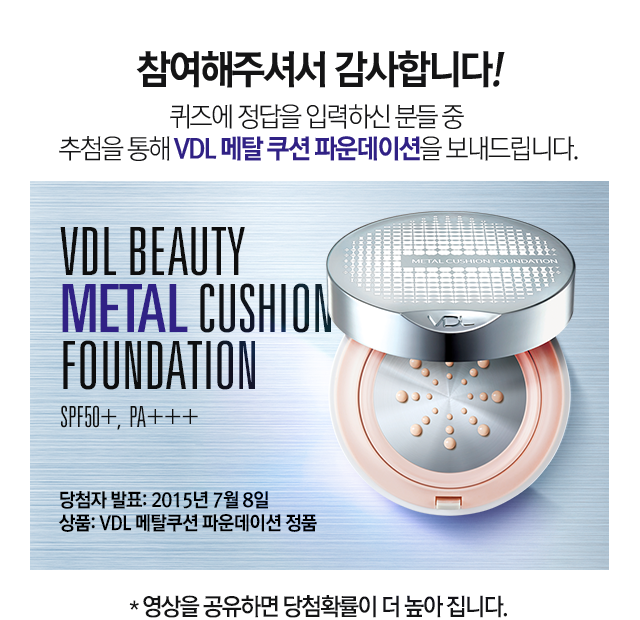 참여해주셔서 감사합니다!
퀴즈에 정답을 입력하신 분들 중
추첨을 통해 VDL 메탈 쿠션 파운데이션을 보내드립니다.
VDL BEAUTY
METAL CUSHION
FOUNDATION
SPF50+, PA+++
METAL CUSHION FOUNDATION
VDL
당첨자 발표: 2015년 7월 8일
상품: VDL 메탈쿠션 파운데이션 정품
* 영상을 공유하면 당첨확률이 더 높아 집니다.